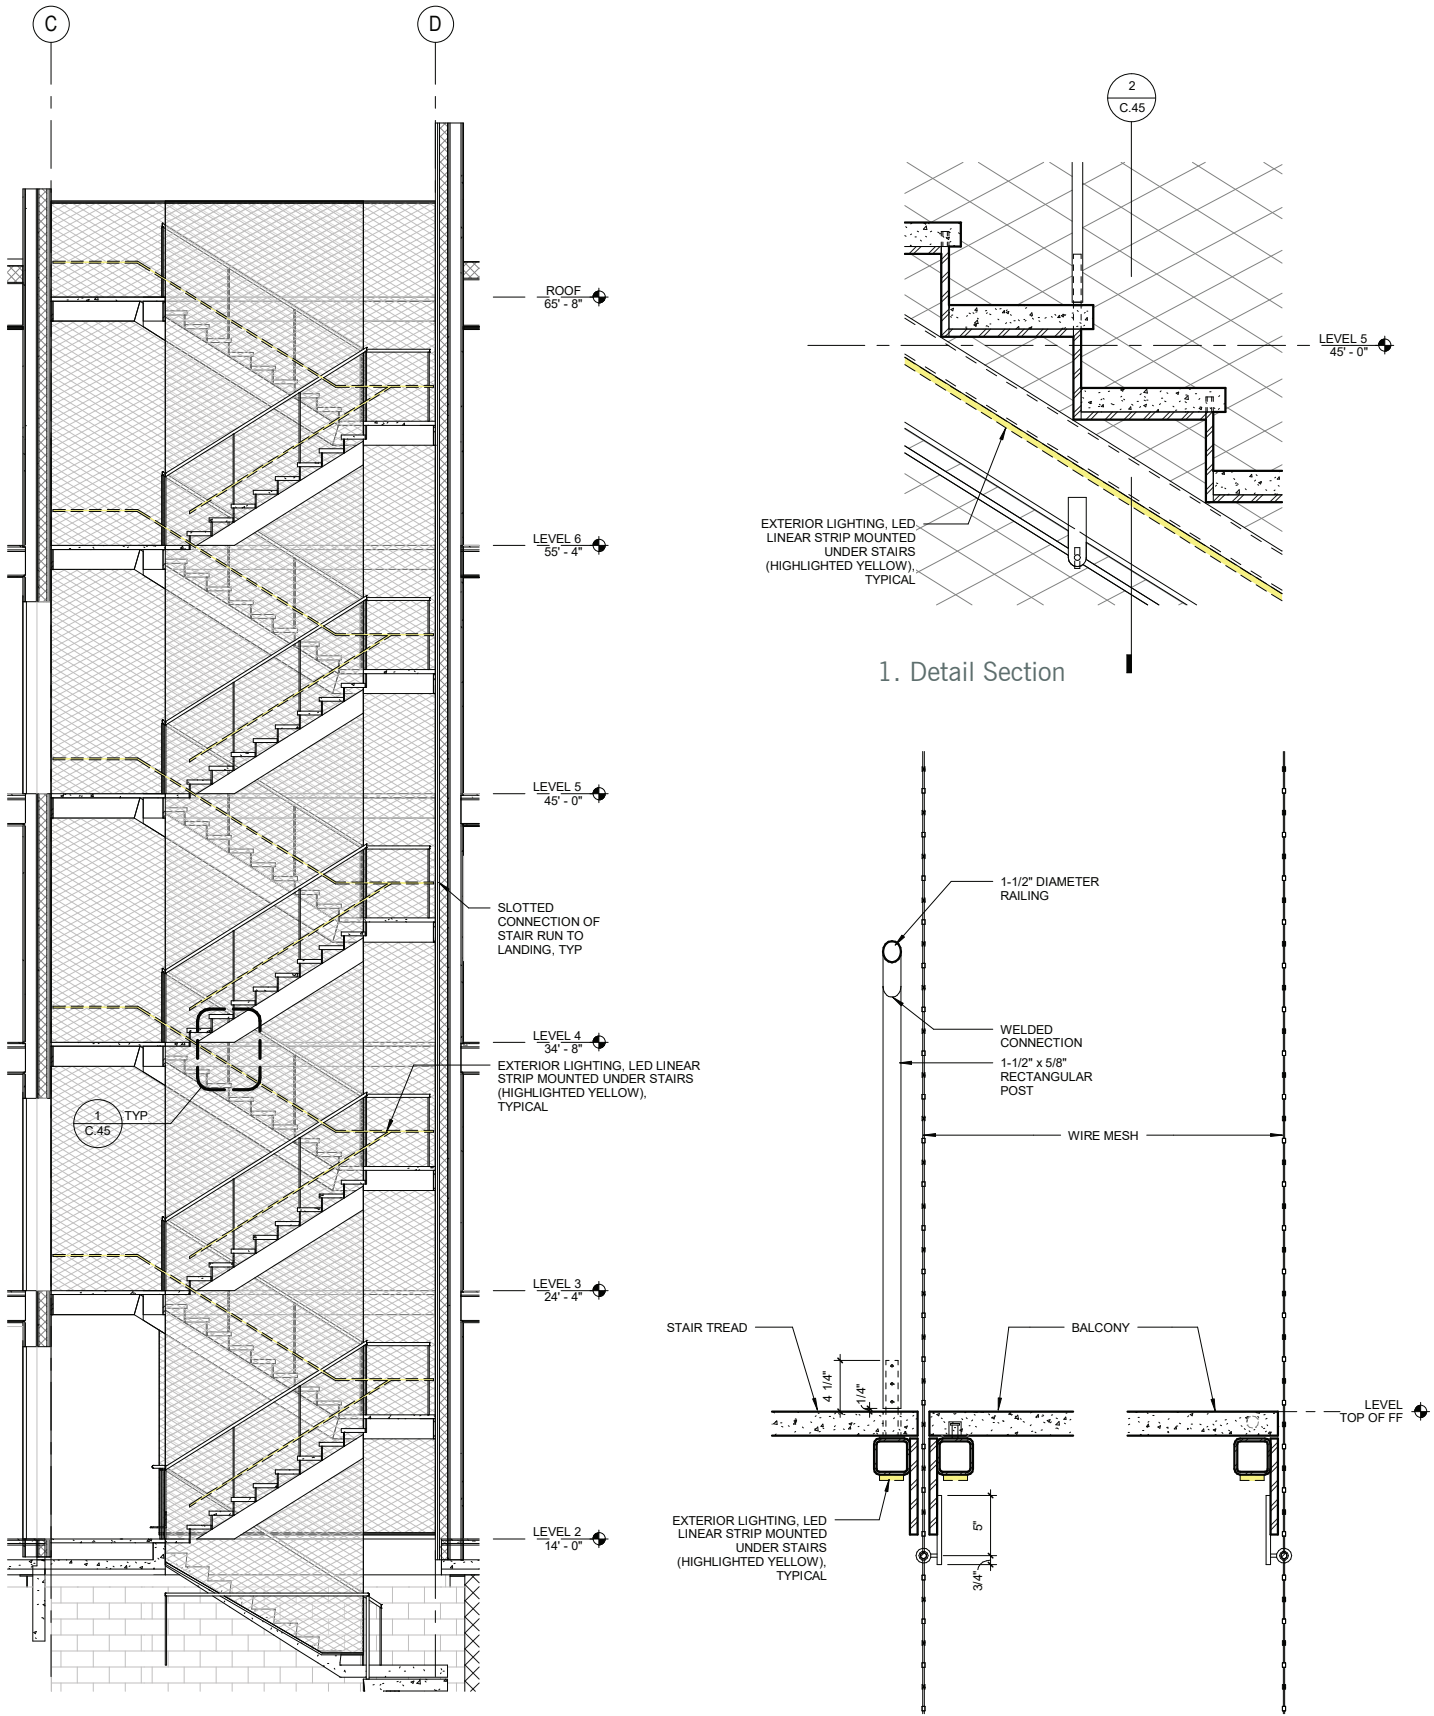 C
D
ROOF
65' - 8"
LEVEL 6
55' - 4"
LEVEL 5
45' - 0"
SLOTTED
CONNECTION OF
STAIR RUN TO
LANDING, TYP
LEVEL 4
34' - 8"
EXTERIOR LIGHTING, LED LINEAR
STRIP MOUNTED UNDER STAIRS
(HIGHLIGHTED YELLOW),
TYPICAL
1
C.45
TYP
LEVEL 3
24' - 4"
LEVEL 2
14' - 0"
2
C.45
LEVEL 5
45' - 0"
EXTERIOR LIGHTING, LED
LINEAR STRIP MOUNTED
UNDER STAIRS
(HIGHLIGHTED YELLOW),
TYPICAL
1. Detail Section
1-1/2" DIAMETER
RAILING
WELDED
CONNECTION
1-1/2" x 5/8"
RECTANGULAR
POST
WIRE MESH
STAIR TREAD
BALCONY
4 1/4"
1/4"
LEVEL
TOP OF FF
EXTERIOR LIGHTING, LED
LINEAR STRIP MOUNTED
UNDER STAIRS
(HIGHLIGHTED YELLOW),
TYPICAL
5"
3/4"